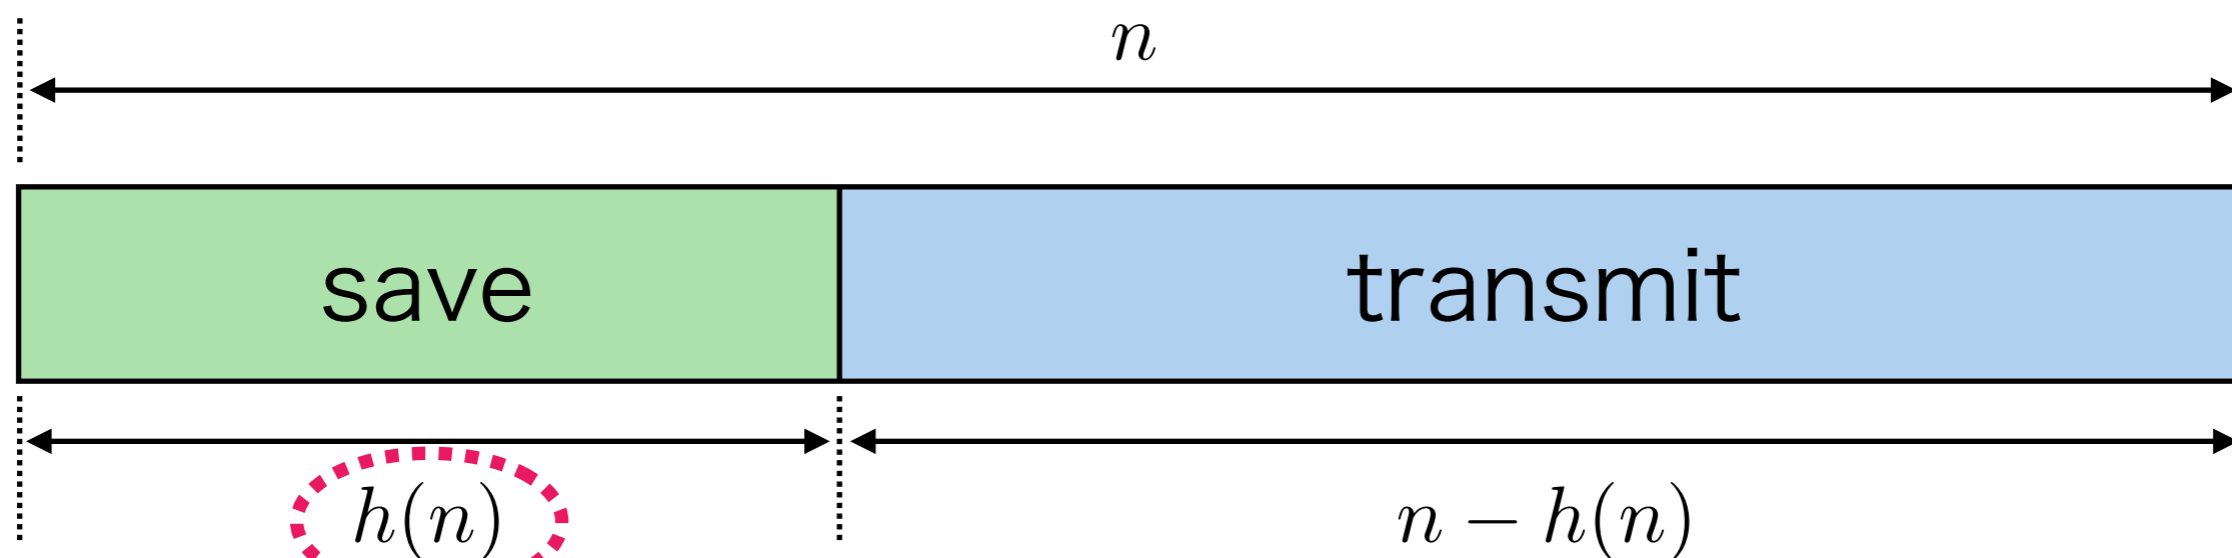 n
save
transmit
h(n)
n − h(n)